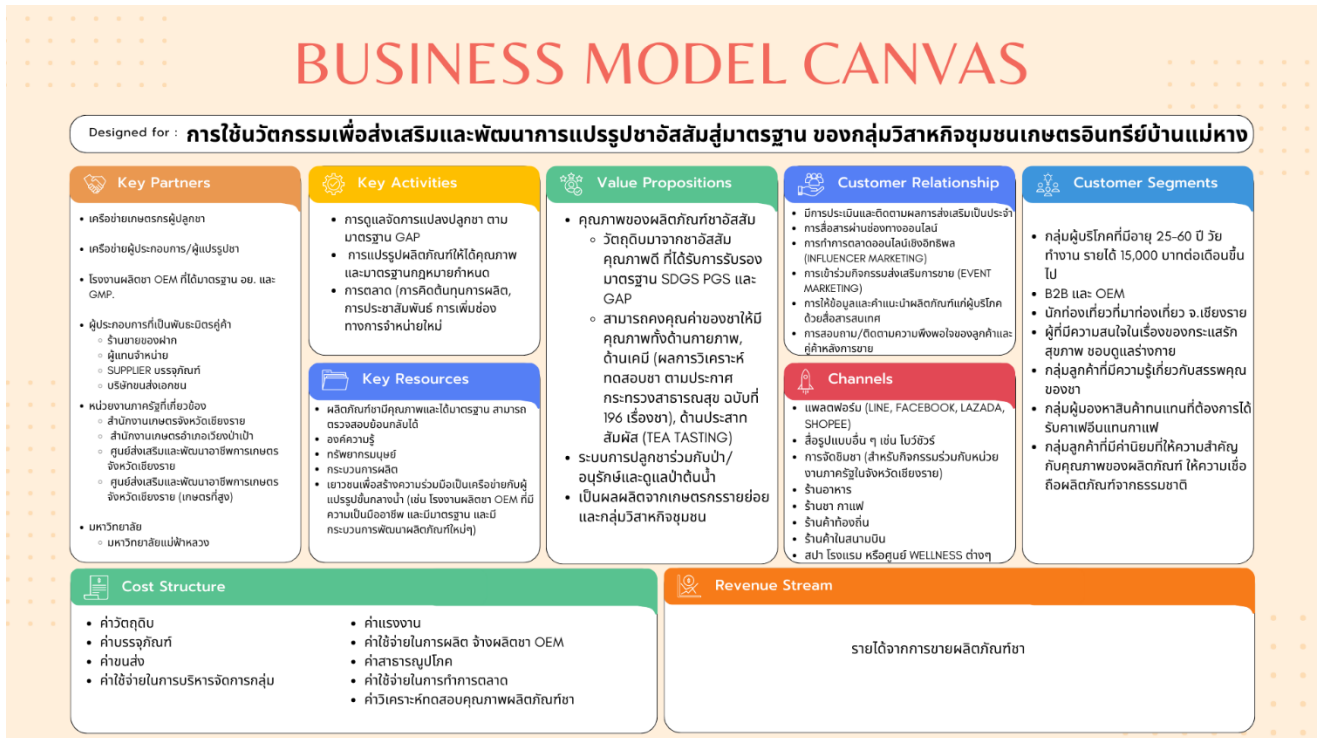 BUSINESS MODEL CANVAS
Designed for : การใช้นวัตกรรมเพื่อส่งเสริมและพัฒนาการแปรรูปชาอัสสัมสู่มาตรฐาน ของกลุ่มวิสาหกิจชุมชนเกษตรอินทรีย์บ้านแม่หาง
Key Partners
• เครือข่ายเกษตรกรผู้ปลูกชา
• เครือข่ายผู้ประกอบการ/ผู้แปรรูปชา
• โรงงานผลิตชา OEM ที่ได้มาตรฐาน อย. และ
GMP.
• ผู้ประกอบการที่เป็นพันธะมิตรคู่ค้า
◦ ร้านขายของฝาก
◦ ผู้แทนจำหน่าย
◦ SUPPLIER บรรจุภัณฑ์
◦ บริษัทขนส่งเอกชน
• หน่วยงานภาครัฐที่เกี่ยวข้อง
◦ สำนักงานเกษตรจังหวัดเชียงราย
◦ สำนักงานเกษตรอำเภอเวียงป่าเป้า
◦ ศูนย์ส่งเสริมและพัฒนาอาชีพการเกษตร
จังหวัดเชียงราย
◦ ศูนย์ส่งเสริมและพัฒนาอาชีพการเกษตร
จังหวัดเชียงราย (เกษตรที่สูง)
• มหาวิทยาลัย
◦ มหาวิทยาลัยแม่ฟ้าหลวง
Key Activities
• การดูแลจัดการแปลงปลูกชา ตาม
มาตรฐาน GAP
• การแปรรูปผลิตภัณฑ์ให้ได้คุณภาพ
และมาตรฐานกฎหมายกำหนด
• การตลาด (การคิดต้นทุนการผลิต,
การประชาสัมพันธ์ การเพิ่มช่อง
ทางการจำหน่ายใหม่
Key Resources
• ผลิตภัณฑ์ชามีคุณภาพและได้มาตรฐาน สามารถ
ตรวจสอบย้อนกลับได้
• องค์ความรู้
• ทรัพยากรมนุษย์
• กระบวนการผลิต
• เยาวชนเพื่อสร้างความร่วมมือเป็นเครือข่ายกับผู้
แปรรูปขั้นกลางน้ำ (เช่น โรงงานผลิตชา OEM ที่มี
ความเป็นมืออาชีพ และมีมาตรฐาน และมี
กระบวนการพัฒนาผลิตภัณฑ์ใหม่ๆ)
Value Propositions
• คุณภาพของผลิตภัณฑ์ชาอัสสัม
◦ วัตถุดิบมาจากชาอัสสัม
คุณภาพดี ที่ได้รับการรับรอง
มาตรฐาน SDGS PGS และ
GAP
◦ สามารถคงคุณค่าของชาให้มี
คุณภาพทั้งด้านกายภาพ,
ด้านเคมี (ผลการวิเคราะห์
ทดสอบชา ตามประกาศ
กระทรวงสาธารณสุข ฉบับที่
196 เรื่องชา), ด้านประสาท
สัมผัส (TEA TASTING)
• ระบบการปลูกชาร่วมกับป่า/
อนุรักษ์และดูแลป่าต้นน้ำ
• เป็นผลผลิตจากเกษตรกรรายย่อย
และกลุ่มวิสาหกิจชุมชน
Customer Relationship
• มีการประเมินและติดตามผลการส่งเสริมเป็นประจำ
• การสื่อสารผ่านช่องทางออนไลน์
• การทำการตลาดออนไลน์เชิงอิทธิพล
(INFLUENCER MARKETING)
• การเข้าร่วมกิจกรรมส่งเสริมการขาย (EVENT
MARKETING)
• การให้ข้อมูลและคำแนะนำผลิตภัณฑ์แก่ผู้บริโภค
ด้วยสื่อสารสนเทศ
• การสอบถาม/ติดตามความพึงพอใจของลูกค้าและ
คู่ค้าหลังการขาย
Channels
• แพลตฟอร์ม (LINE, FACEBOOK, LAZADA,
SHOPEE)
• สื่อรูปแบบอื่น ๆ เช่น โบว์ชัวร์
• การจัดชิมชา (สำหรับกิจกรรมร่วมกับหน่วย
งานภาครัฐในจังหวัดเชียงราย)
• ร้านอาหาร
• ร้านชา กาแฟ
• ร้านค้าท้องถิ่น
• ร้านค้าในสนามบิน
• สปา โรงแรม หรือศูนย์ WELLNESS ต่างๆ
Customer Segments
• กลุ่มผู้บริโภคที่มีอายุ 25-60 ปี วัย
ทำงาน รายได้ 15,000 บาทต่อเดือนขึ้น
ไป
• B2B และ OEM
• นักท่องเที่ยวที่มาท่องเที่ยว จ.เชียงราย
• ผู้ที่มีความสนใจในเรื่องของกระแสรัก
สุขภาพ ชอบดูแลร่างกาย
• กลุ่มลูกค้าที่มีความรู้เกี่ยวกับสรรพคุณ
ของชา
• กลุ่มผู้มองหาสินค้าทนแทนที่ต้องการได้
รับคาเฟอีนแทนกาแฟ
• กลุ่มลูกค้าที่มีค่านิยมที่ให้ความสำคัญ
กับคุณภาพของผลิตภัณฑ์ ให้ความเชื่อ
ถือผลิตภัณฑ์จากธรรมชาติ
Cost Structure
• ค่าวัตถุดิบ
• ค่าบรรจุภัณฑ์
• ค่าขนส่ง
• ค่าใช้จ่ายในการบริหารจัดการกลุ่ม
• ค่าแรงงาน
• ค่าใช้จ่ายในการผลิต จ้างผลิตชา OEM
• ค่าสาธารณูปโภค
• ค่าใช้จ่ายในการทำการตลาด
• ค่าวิเคราะห์ทดสอบคุณภาพผลิตภัณฑ์ชา
Revenue Stream
รายได้จากการขายผลิตภัณฑ์ชา